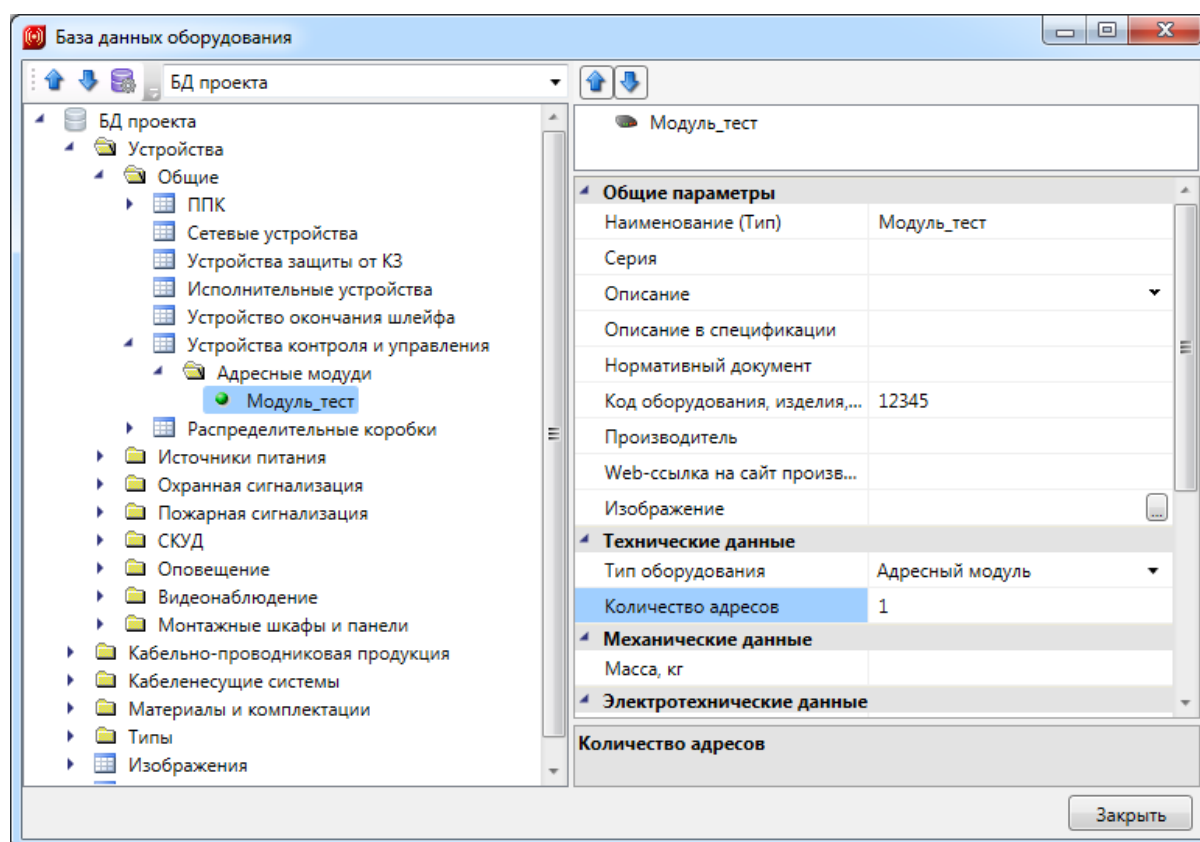 База данных оборудования
БД проекта
БД проекта
Устройства
Общие
ППК
Сетевые устройства
Устройства защиты от КЗ
Исполнительные устройства
Устройство окончания шлейфа
Устройства контроля и управления
Адресные модуди
Модуль_тест
Распределительные коробки
Источники питания
Охранная сигнализация
Пожарная сигнализация
СКУД
Оповещение
Видеонаблюдение
Монтажные шкафы и панели
Кабельно-проводниковая продукция
Кабеленесущие системы
Материалы и комплектации
Типы
Изображения
Модуль_тест
Общие параметры
Наименование (Тип) Модуль_тест
Серия
Описание
Описание в спецификации
Нормативный документ
Код оборудования, изделия,... 12345
Производитель
Web-ссылка на сайт произв...
Изображение ...
Технические данные
Тип оборудования Адресный модуль
Количество адресов 1
Механические данные
Масса, кг
Электротехнические данные
Количество адресов
Закрыть